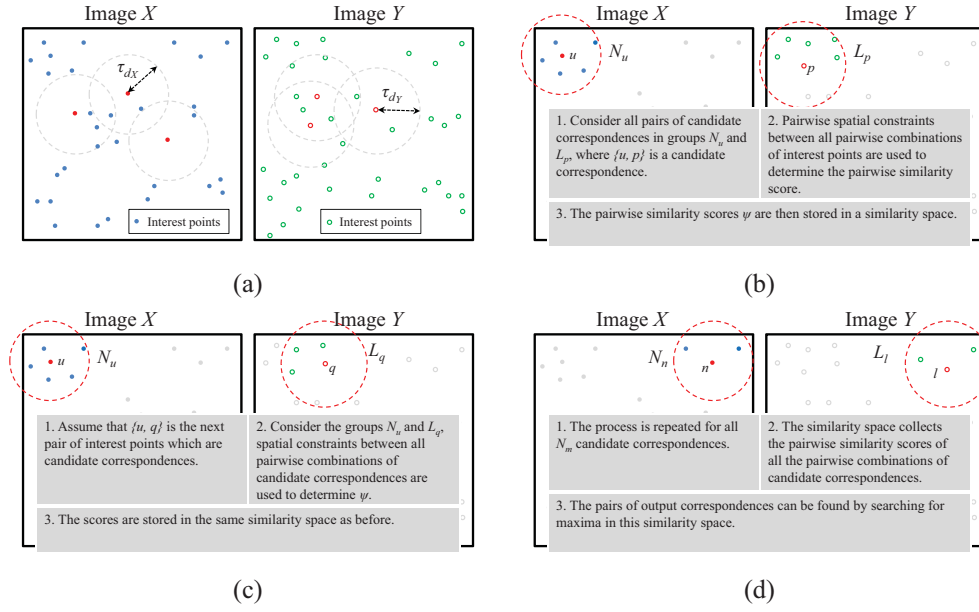 Image X
Image Y
τdX
τdY
Interest points
Interest points
(a)
Image X
Image Y
u
Nu
p
Lp
1. Consider all pairs of candidate
correspondences in groups Nu and
Lp, where {u, p} is a candidate
correspondence.
2. Pairwise spatial constraints
between all pairwise combinations
of interest points are used to
determine the pairwise similarity
score.
3. The pairwise similarity scores ψ are then stored in a similarity space.
(b)
Image X
Image Y
u
Nu
q
Lq
1. Assume that {u, q} is the next
pair of interest points which are
candidate correspondences.
2. Consider the groups Nu and Lq,
spatial constraints between all
pairwise combinations of
candidate correspondences are
used to determine ψ.
3. The scores are stored in the same similarity space as before.
(c)
Image X
Image Y
Nn
n
Ll
l
1. The process is repeated for all
Nm candidate correspondences.
2. The similarity space collects
the pairwise similarity scores of
all the pairwise combinations of
candidate correspondences.
3. The pairs of output correspondences can be found by searching for
maxima in this similarity space.
(d)